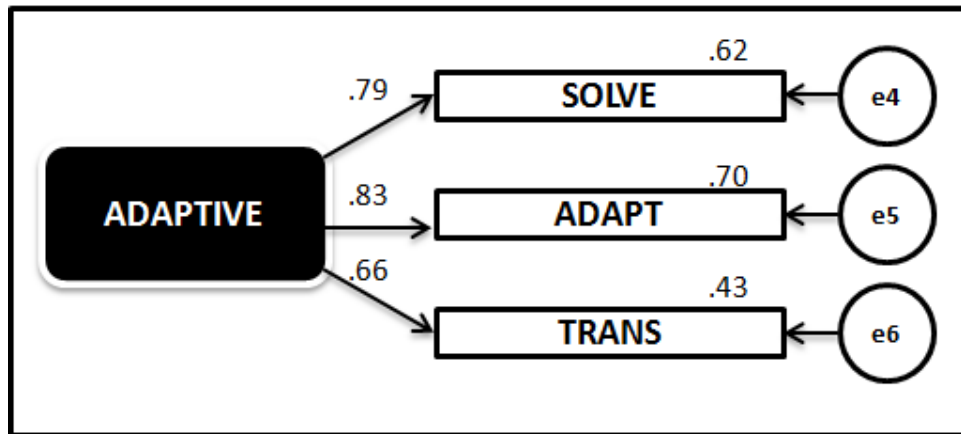 .62
.79
SOLVE
e4
.70
ADAPTIVE
.83
ADAPT
e5
.66
.43
TRANS
e6